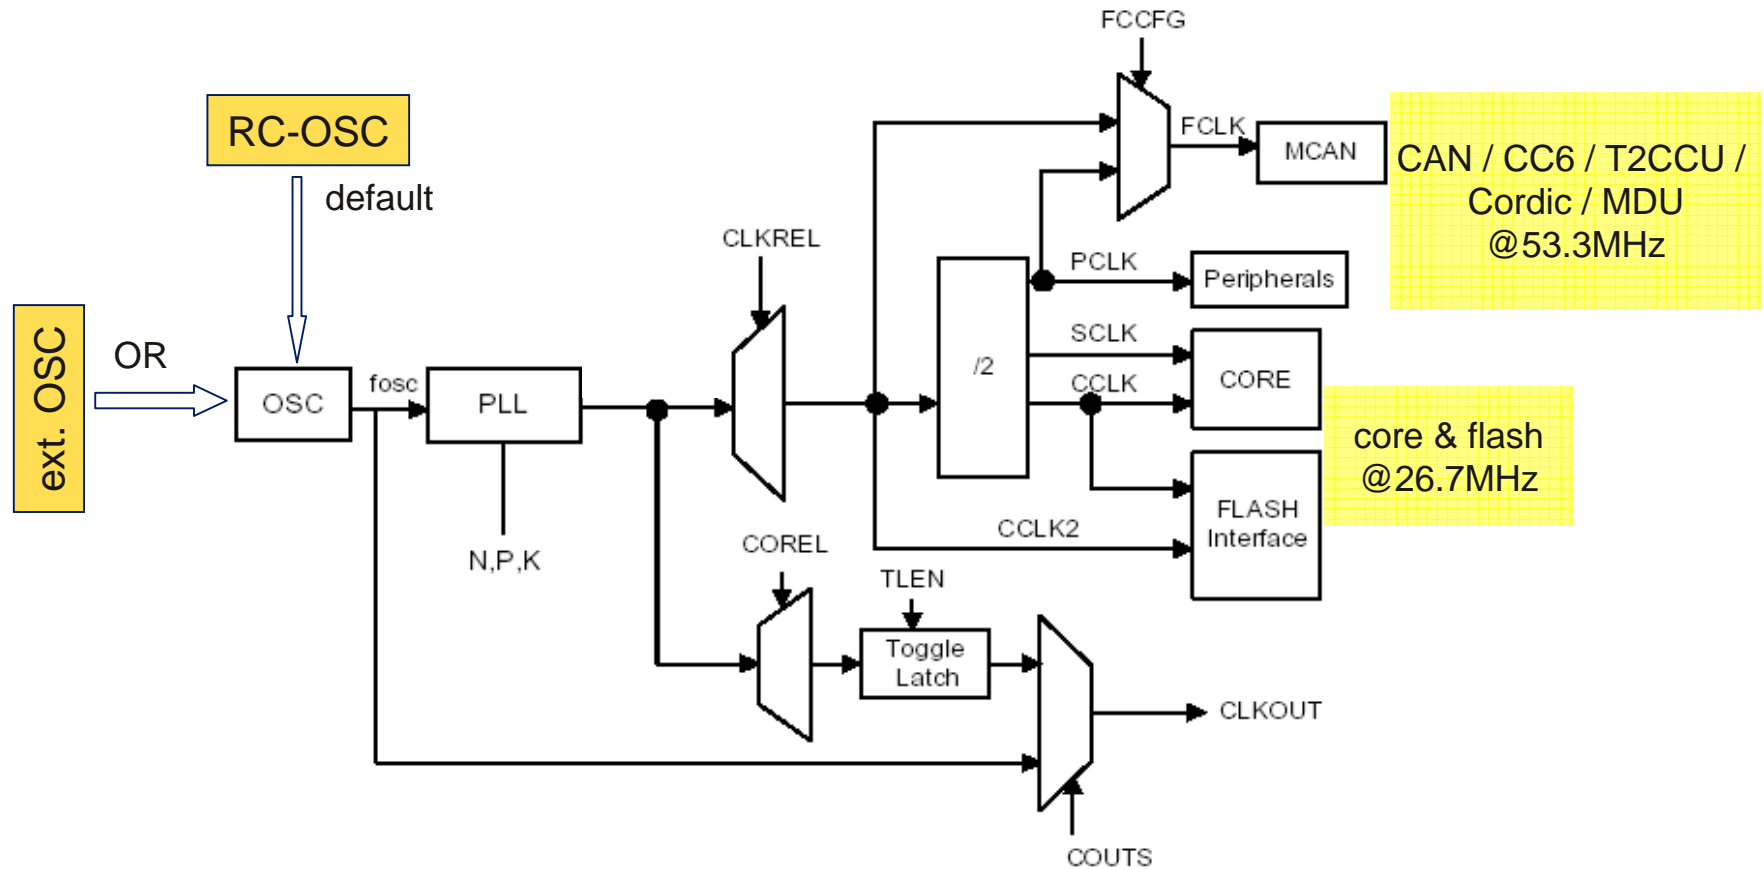 FCCFG
RC-OSC
default
FCLK
MCAN
CAN / CC6 / T2CCU /
Cordic / MDU
@53.3MHz
CLKREL
PCLK
Peripherals
ext. OSC
OR
OSC
fosc
PLL
/2
SCLK
CCLK
CORE
core & flash
@26.7MHz
N,P,K
COREL
CCLK2
FLASH
Interface
TLEN
Toggle
Latch
CLKOUT
COUTS